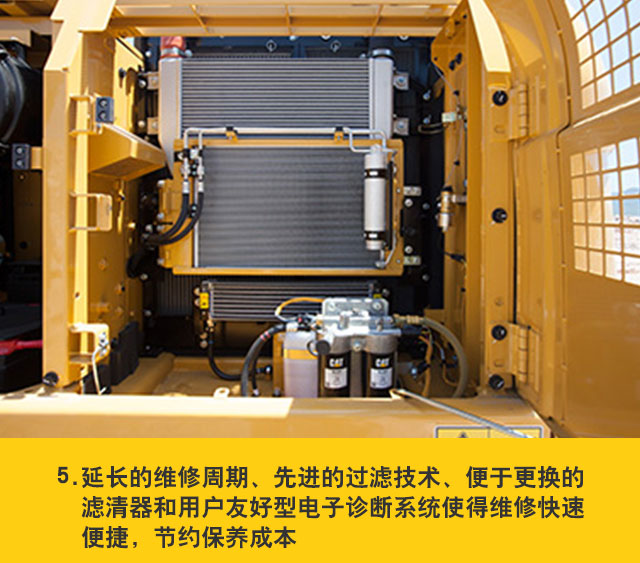 CAT CAT
5.延长的维修周期、先进的过滤技术、便于更换的
滤清器和用户友好型电子诊断系统使得维修快速
便捷，节约保养成本